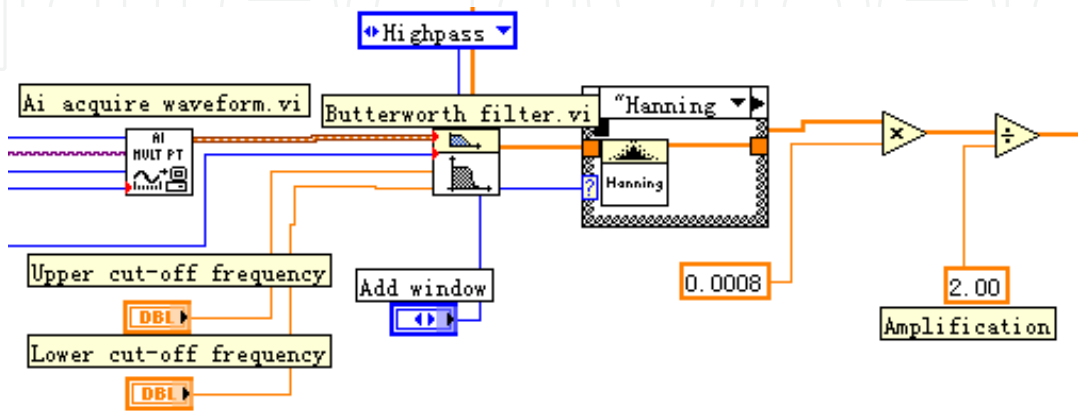 Highpass
Ai acquire waveform.vi
Butterworth filter.vi
"Hanning
AI
MULT PT
Hanning
?
×
÷
Upper cut-off frequency
DBL
Add window
0.0008
2.00
Amplification
Lower cut-off frequency
DBL